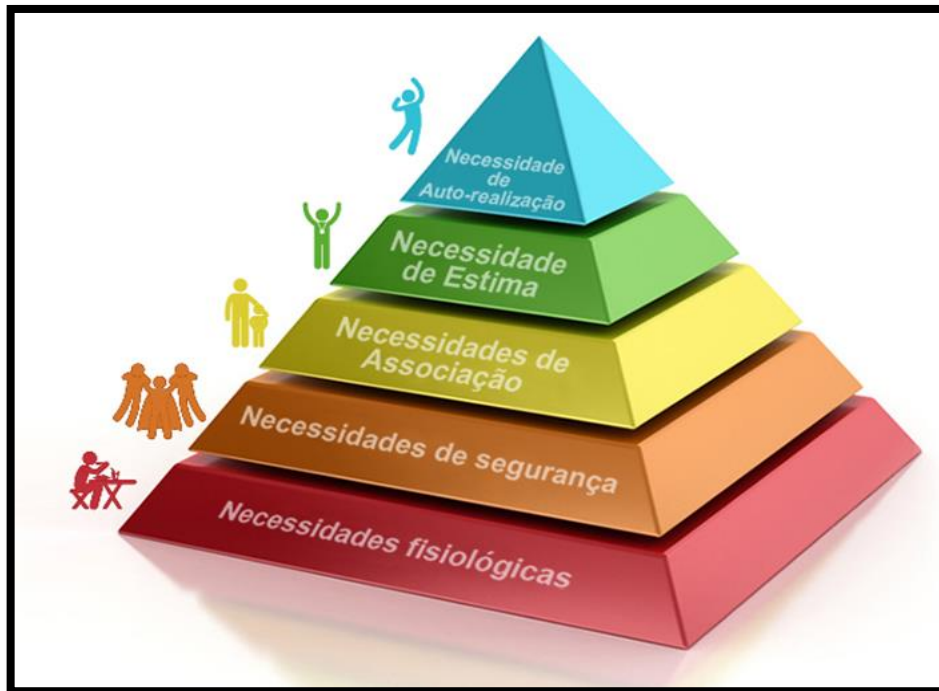 Necessidade
de
Auto-realização
Necessidade
de Estima
Necessidades de
Associação
Necessidades de segurança
Necessidades fisiológicas